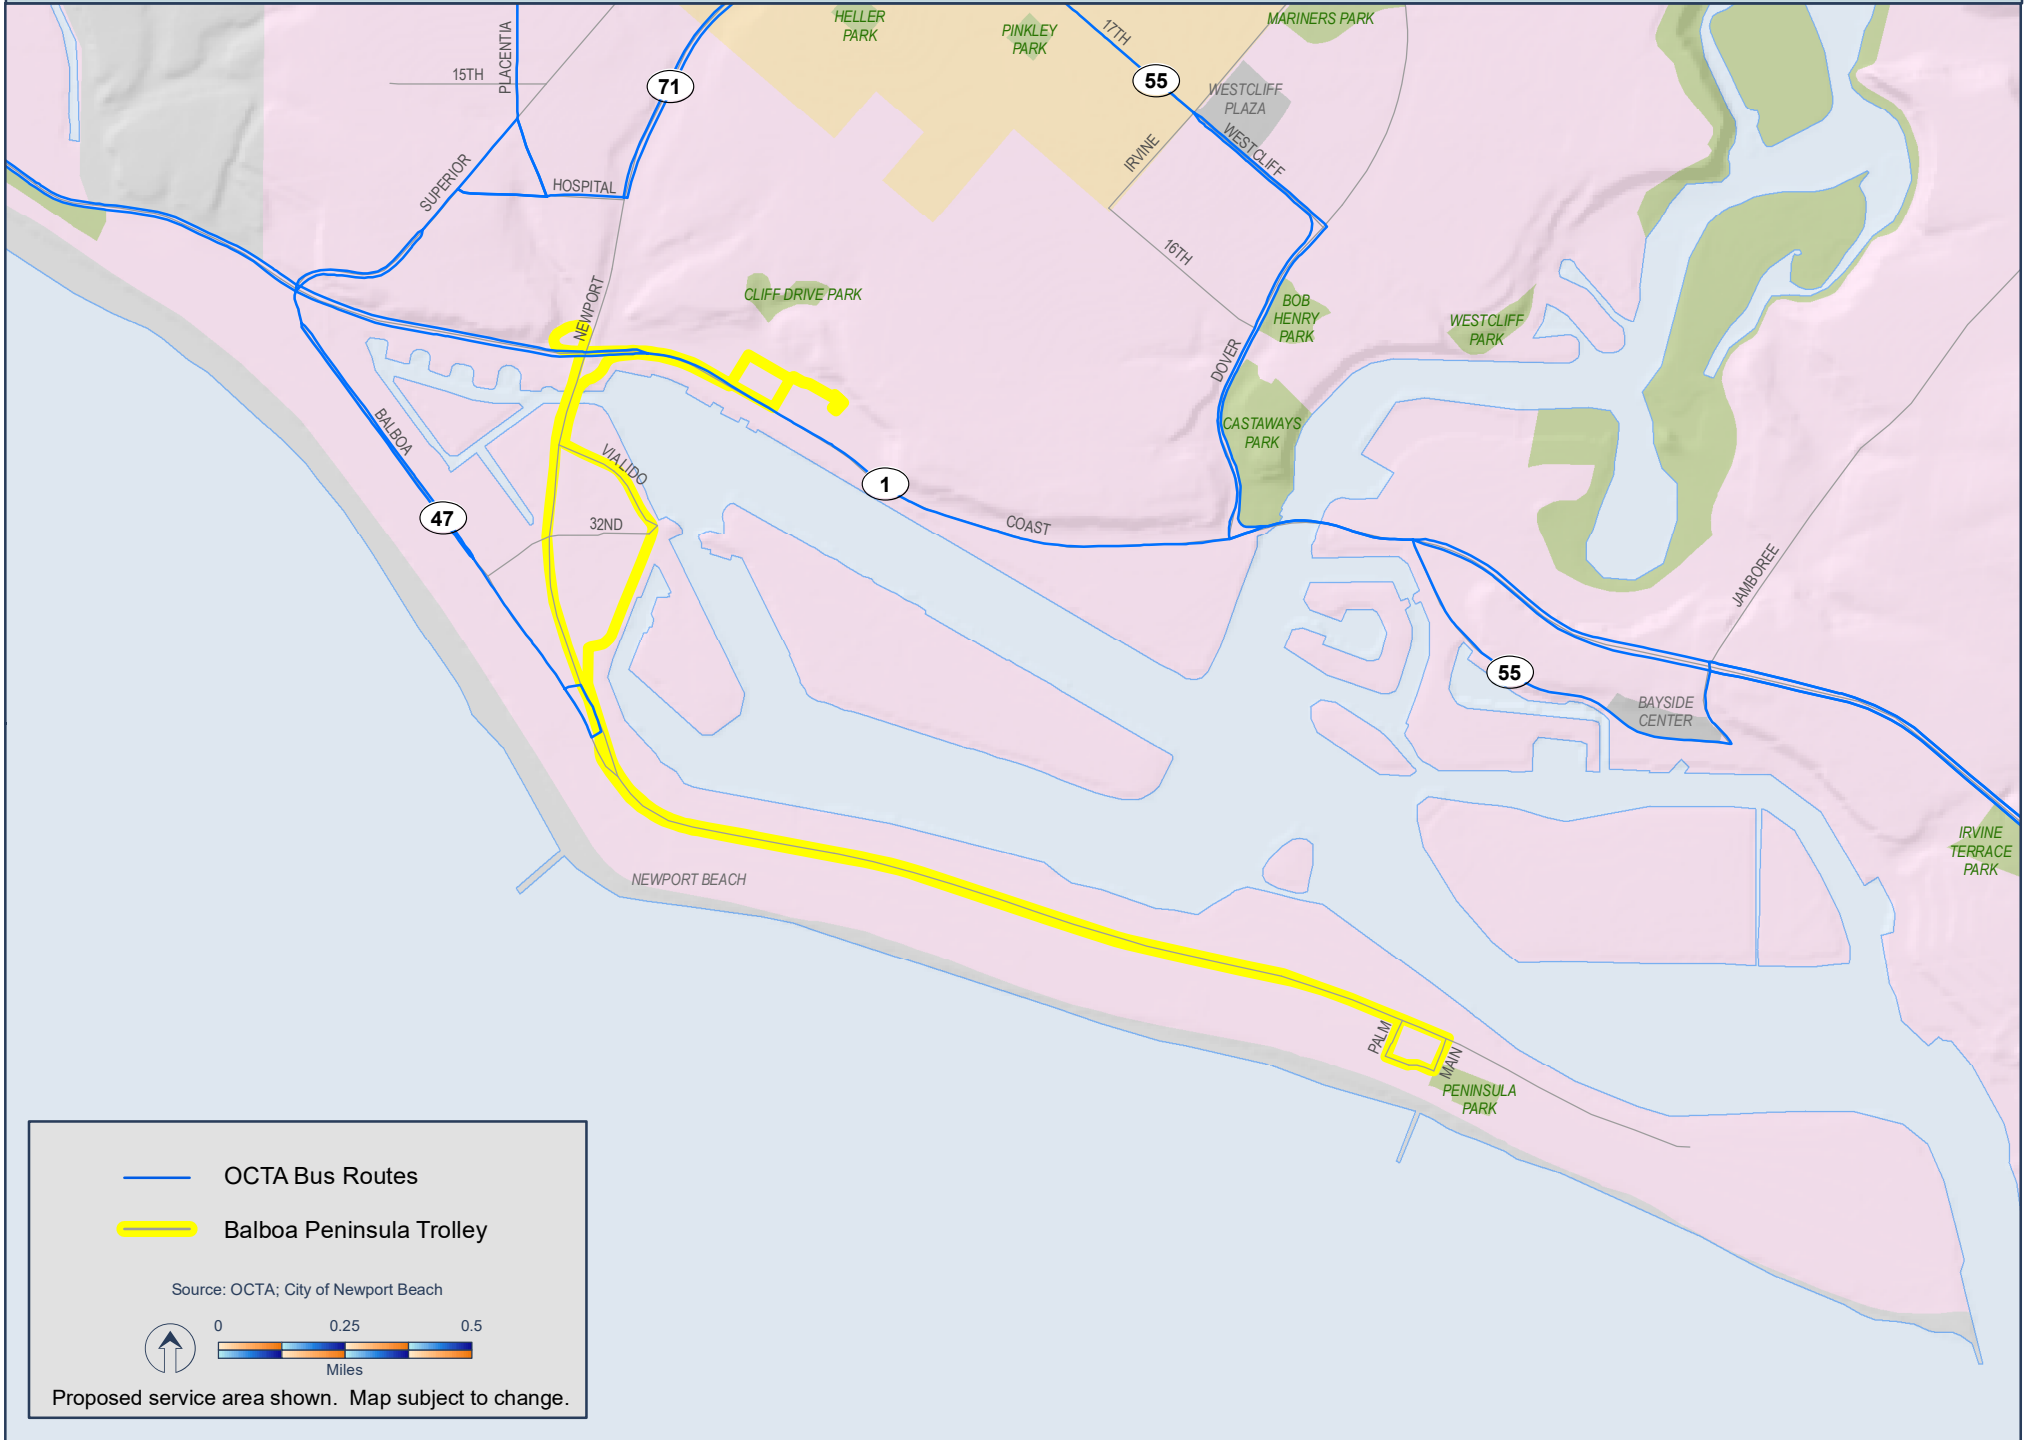 HELLER
PARK
PINKLEY
PARK
17TH
MARINERS PARK
PLACENTIA
15TH
71
55
WESTCLIFF
PLAZA
WESTCLIFF
IRVINE
SUPERIOR
HOSPITAL
16TH
NEWPORT
CLIFF DRIVE PARK
BOB
HENRY
PARK
WESTCLIFF
PARK
DOVER
CASTAWAYS
PARK
BALBOA
VIA LIDO
1
COAST
47
32ND
JAMBOREE
55
BAYSIDE
CENTER
IRVINE
TERRACE
PARK
NEWPORT BEACH
PALM
MAIN
PENINSULA
PARK
OCTA Bus Routes
Balboa Peninsula Trolley
Source: OCTA; City of Newport Beach
0 0.25 0.5
Miles
Proposed service area shown. Map subject to change.